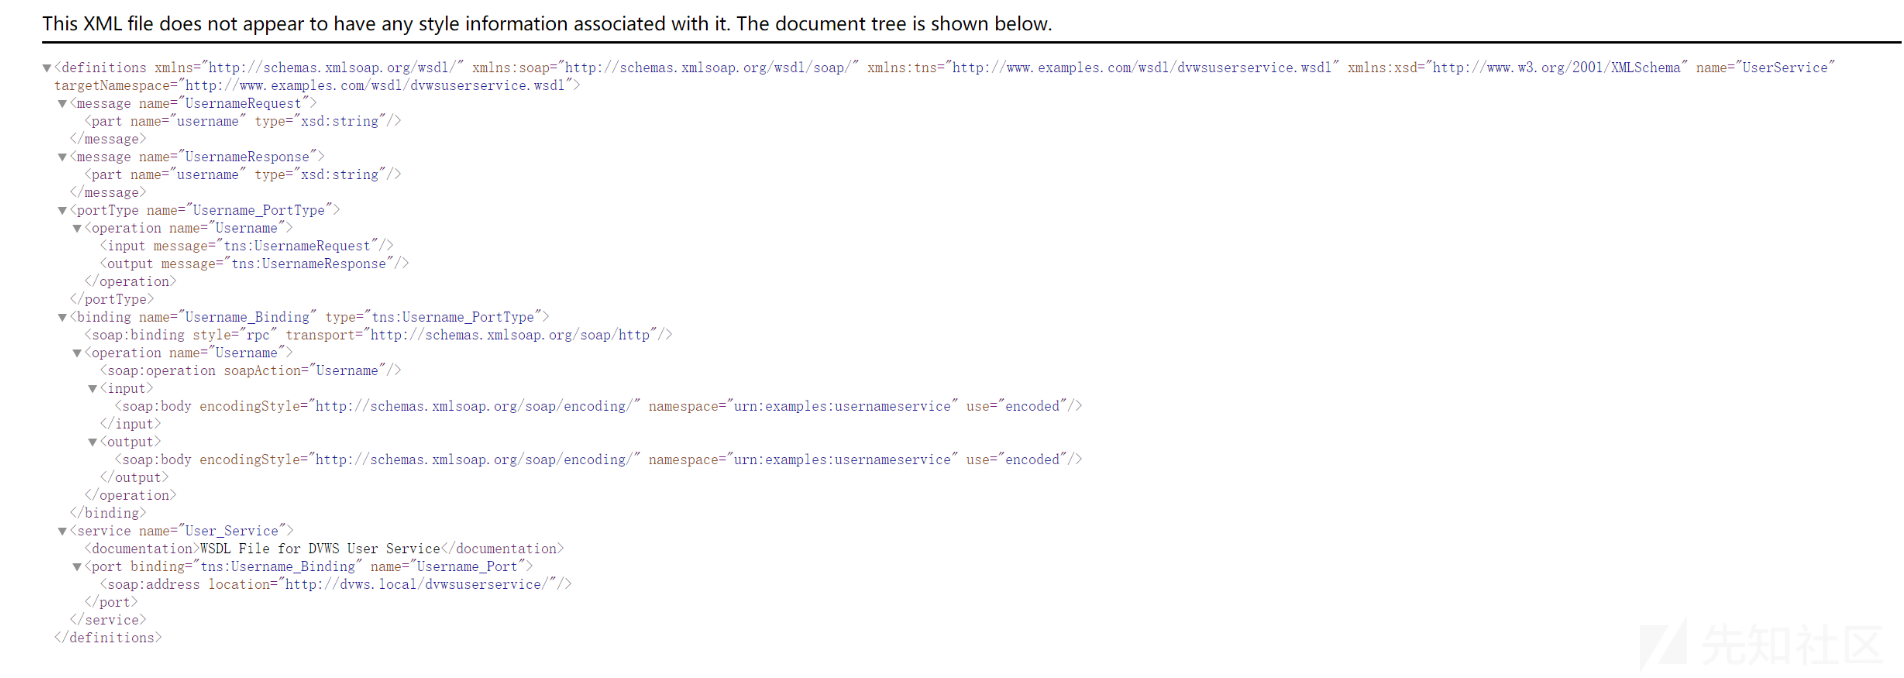 This XML file does not appear to have any style information associated with it. The document tree is shown below.
▼<definitions xmlns="http://schemas.xmlsoap.org/wsdl/" xmlns:soap="http://schemas.xmlsoap.org/wsdl/soap/" xmlns:tns="http://www.examples.com/wsdl/dvwsuserservice.wsdl" xmlns:xsd="http://www.w3.org/2001/XMLSchema" name="UserService"
targetNamespace="http://www.examples.com/wsdl/dvwsuserservice.wsdl">
▼<message name="UsernameRequest">
<part name="username" type="xsd:string"/>
</message>
▼<message name="UsernameResponse">
<part name="username" type="xsd:string"/>
</message>
▼<portType name="Username_PortType">
▼<operation name="Username">
<input message="tns:UsernameRequest"/>
<output message="tns:UsernameResponse"/>
</operation>
</portType>
▼<binding name="Username_Binding" type="tns:Username_PortType">
<soap:binding style="rpc" transport="http://schemas.xmlsoap.org/soap/http"/>
▼<operation name="Username">
<soap:operation soapAction="Username"/>
▼<input>
<soap:body encodingStyle="http://schemas.xmlsoap.org/soap/encoding/" namespace="urn:examples:usernameservice" use="encoded"/>
</input>
▼<output>
<soap:body encodingStyle="http://schemas.xmlsoap.org/soap/encoding/" namespace="urn:examples:usernameservice" use="encoded"/>
</output>
</operation>
</binding>
▼<service name="User_Service">
<documentation>WSDL File for DVWS User Service</documentation>
▼<port binding="tns:Username_Binding" name="Username_Port">
<soap:address location="http://dvws.local/dvwsuserservice/"/>
</port>
</service>
</definitions>
先知社区